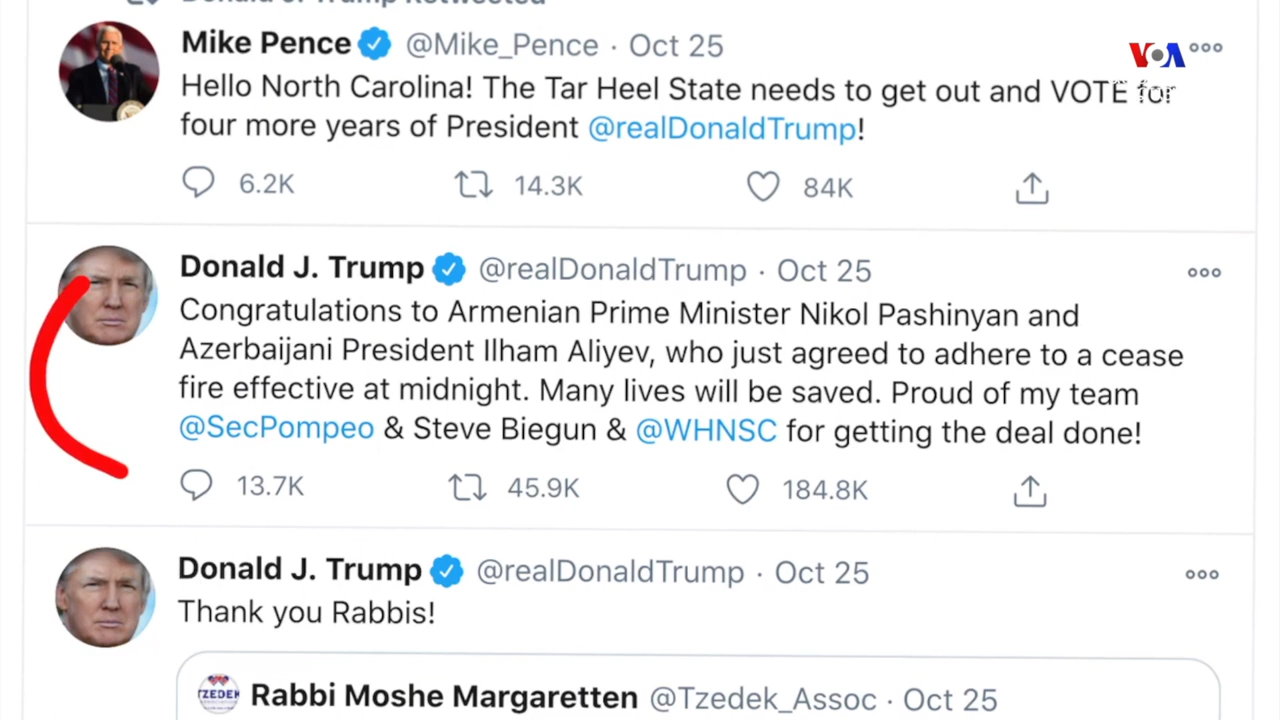 Donald J. Trump Retweeted
Mike Pence @Mike_Pence · Oct 25
VOA
Hello North Carolina! The Tar Heel State needs to get out and VOTE for
four more years of President @realDonaldTrump!
6.2K 14.3K 84K
Donald J. Trump @realDonaldTrump · Oct 25
Congratulations to Armenian Prime Minister Nikol Pashinyan and
Azerbaijani President Ilham Aliyev, who just agreed to adhere to a cease
fire effective at midnight. Many lives will be saved. Proud of my team
@SecPompeo & Steve Biegun & @WHNSC for getting the deal done!
13.7K 45.9K 184.8K
Donald J. Trump @realDonaldTrump · Oct 25
Thank you Rabbis!
TZEDEK
Rabbi Moshe Margaretten @Tzedek_Assoc · Oct 25